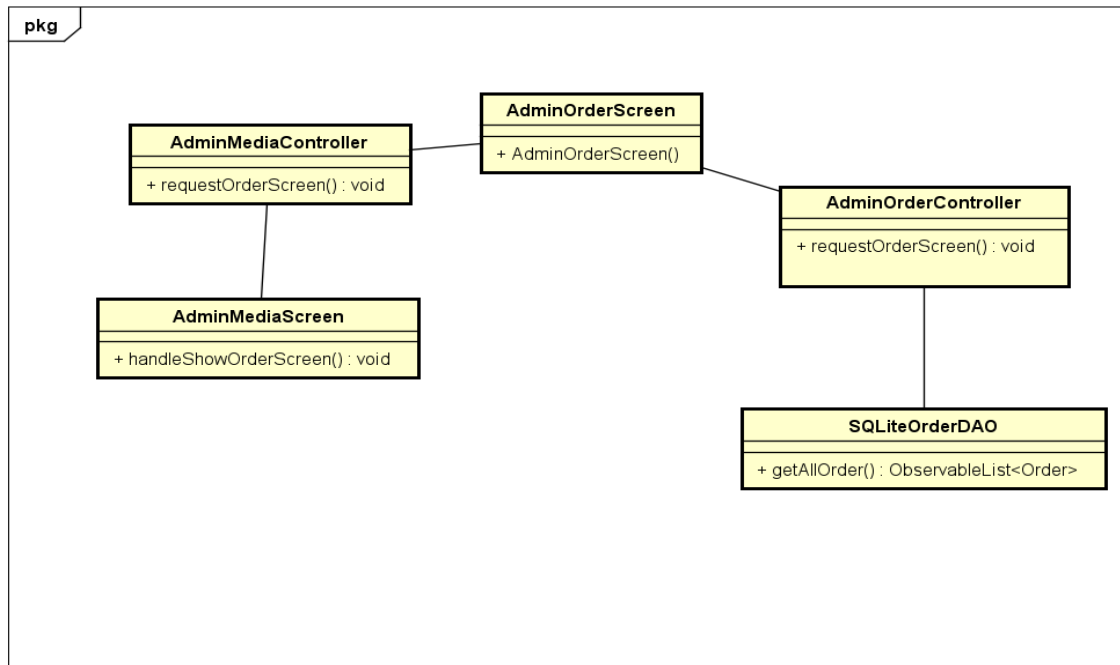 pkg
AdminOrderScreen
+ AdminOrderScreen()
AdminMediaController
+ requestOrderScreen() : void
AdminOrderController
+ requestOrderScreen() : void
AdminMediaScreen
+ handleShowOrderScreen() : void
SQLiteOrderDAO
+ getAllOrder() : ObservableList<Order>